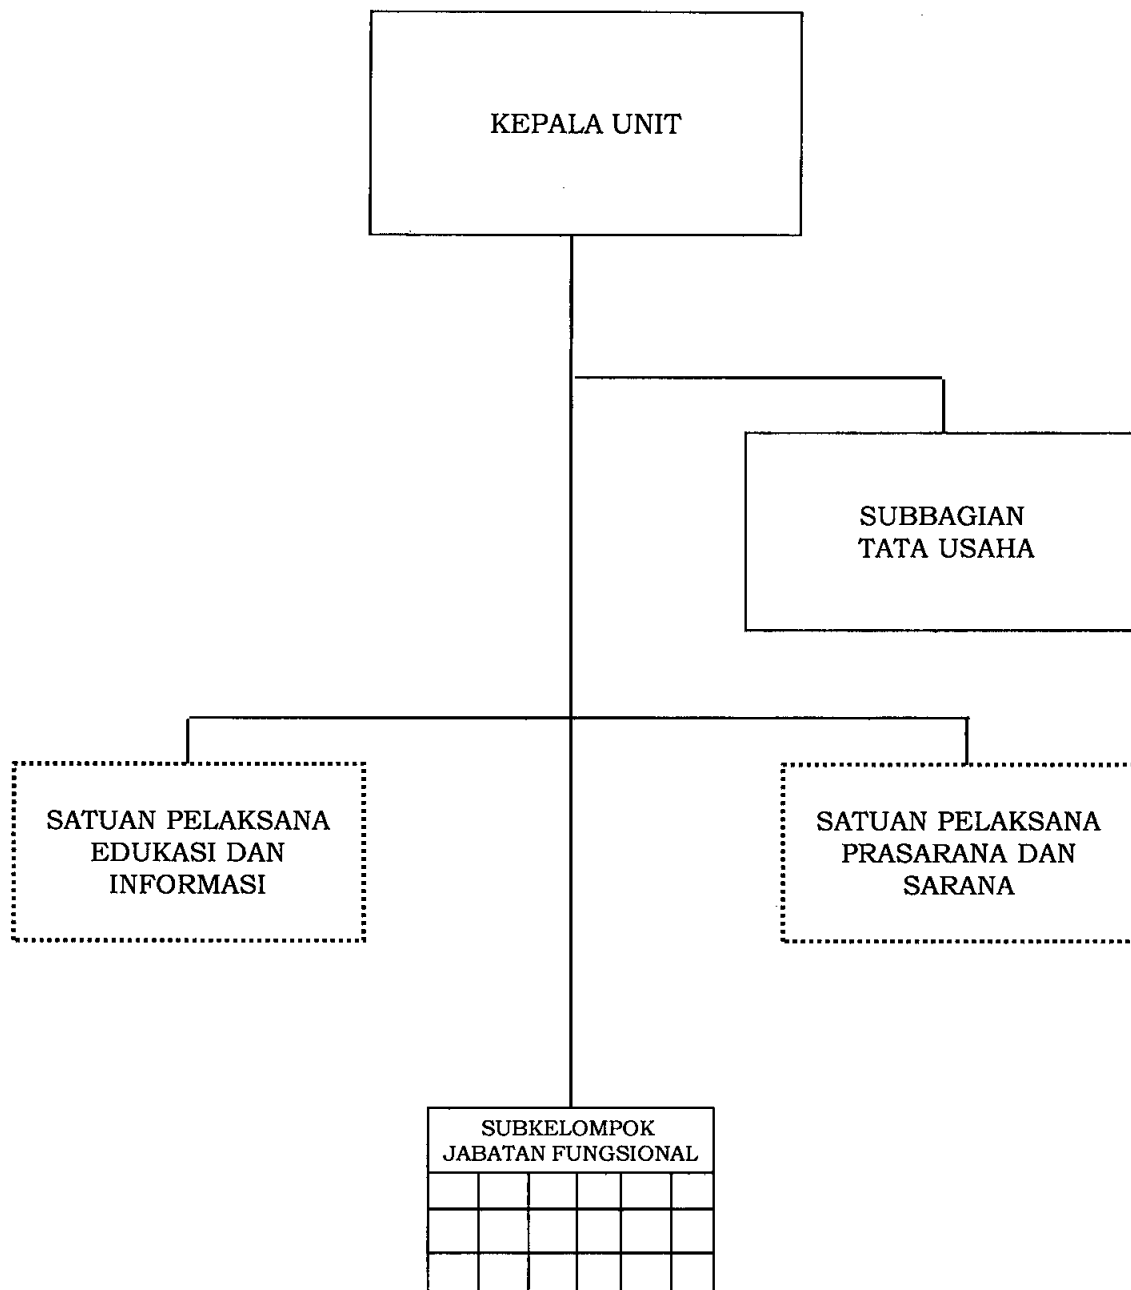 KEPALA UNIT
SUBBAGIAN
TATA USAHA
SATUAN PELAKSANA
EDUKASI DAN
INFORMASI
SATUAN PELAKSANA
PRASARANA DAN
SARANA
SUBKELOMPOK
JABATAN FUNGSIONAL